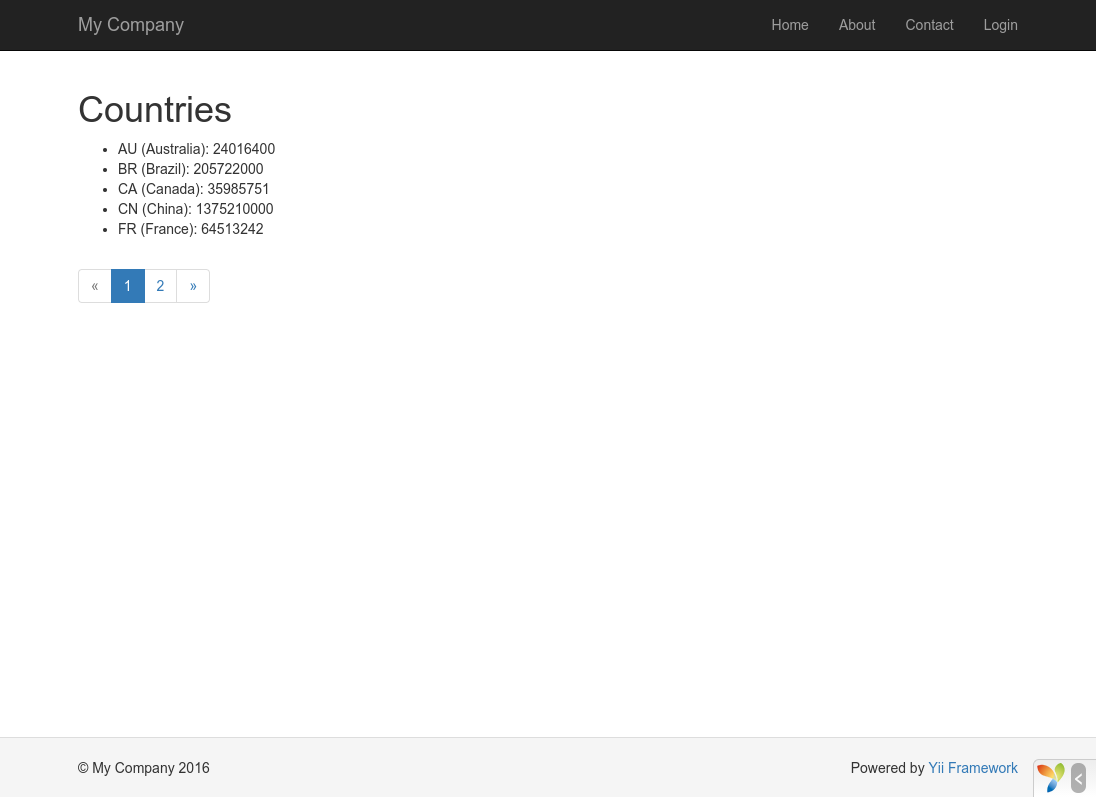 My Company Home About Contact Login
Countries
• AU (Australia): 24016400
• BR (Brazil): 205722000
• CA (Canada): 35985751
• CN (China): 1375210000
• FR (France): 64513242
« 1 2 »
© My Company 2016 Powered by Yii Framework